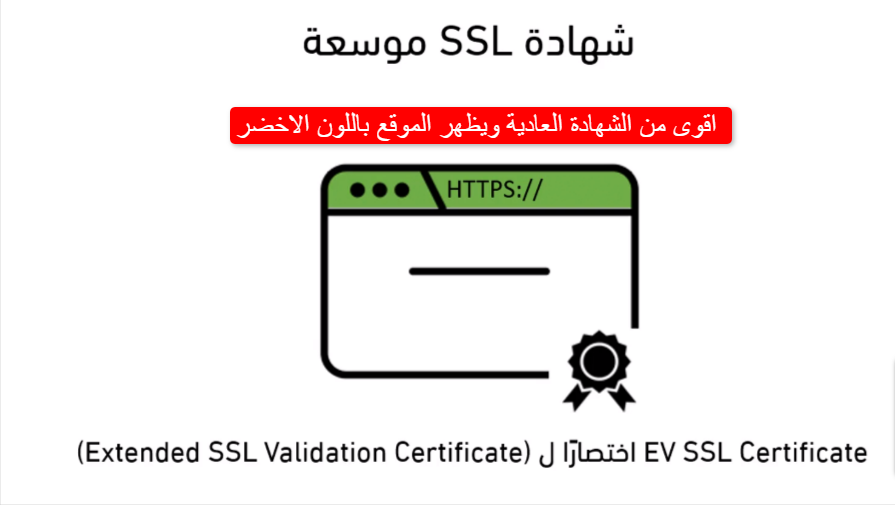 شهادة SSL موسعة
اقوى من الشهادة العادية ويظهر الموقع باللون الاخضر
HTTPS://
EV SSL Certificate اختصارًا ل (Extended SSL Validation Certificate)